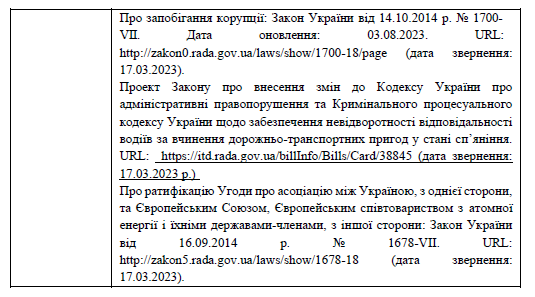 Про запобігання корупції: Закон України від 14.10.2014 р. № 1700-
VII. Дата оновлення: 03.08.2023. URL:
http://zakon0.rada.gov.ua/laws/show/1700-18/page (дата звернення:
17.03.2023).
Проект Закону про внесення змін до Кодексу України про
адміністративні правопорушення та Кримінального процесуального
кодексу України щодо забезпечення невідворотності відповідальності
водіїв за вчинення дорожньо-транспортних пригод у стані сп’яніння.
URL: https://itd.rada.gov.ua/billInfo/Bills/Card/38845 (дата звернення:
17.03.2023 р.)
Про ратифікацію Угоди про асоціацію між Україною, з однієї сторони,
та Європейським Союзом, Європейським співтовариством з атомної
енергії і їхніми державами-членами, з іншої сторони: Закон України
від 16.09.2014 р. № 1678-VII. URL:
http://zakon5.rada.gov.ua/laws/show/1678-18 (дата звернення:
17.03.2023).